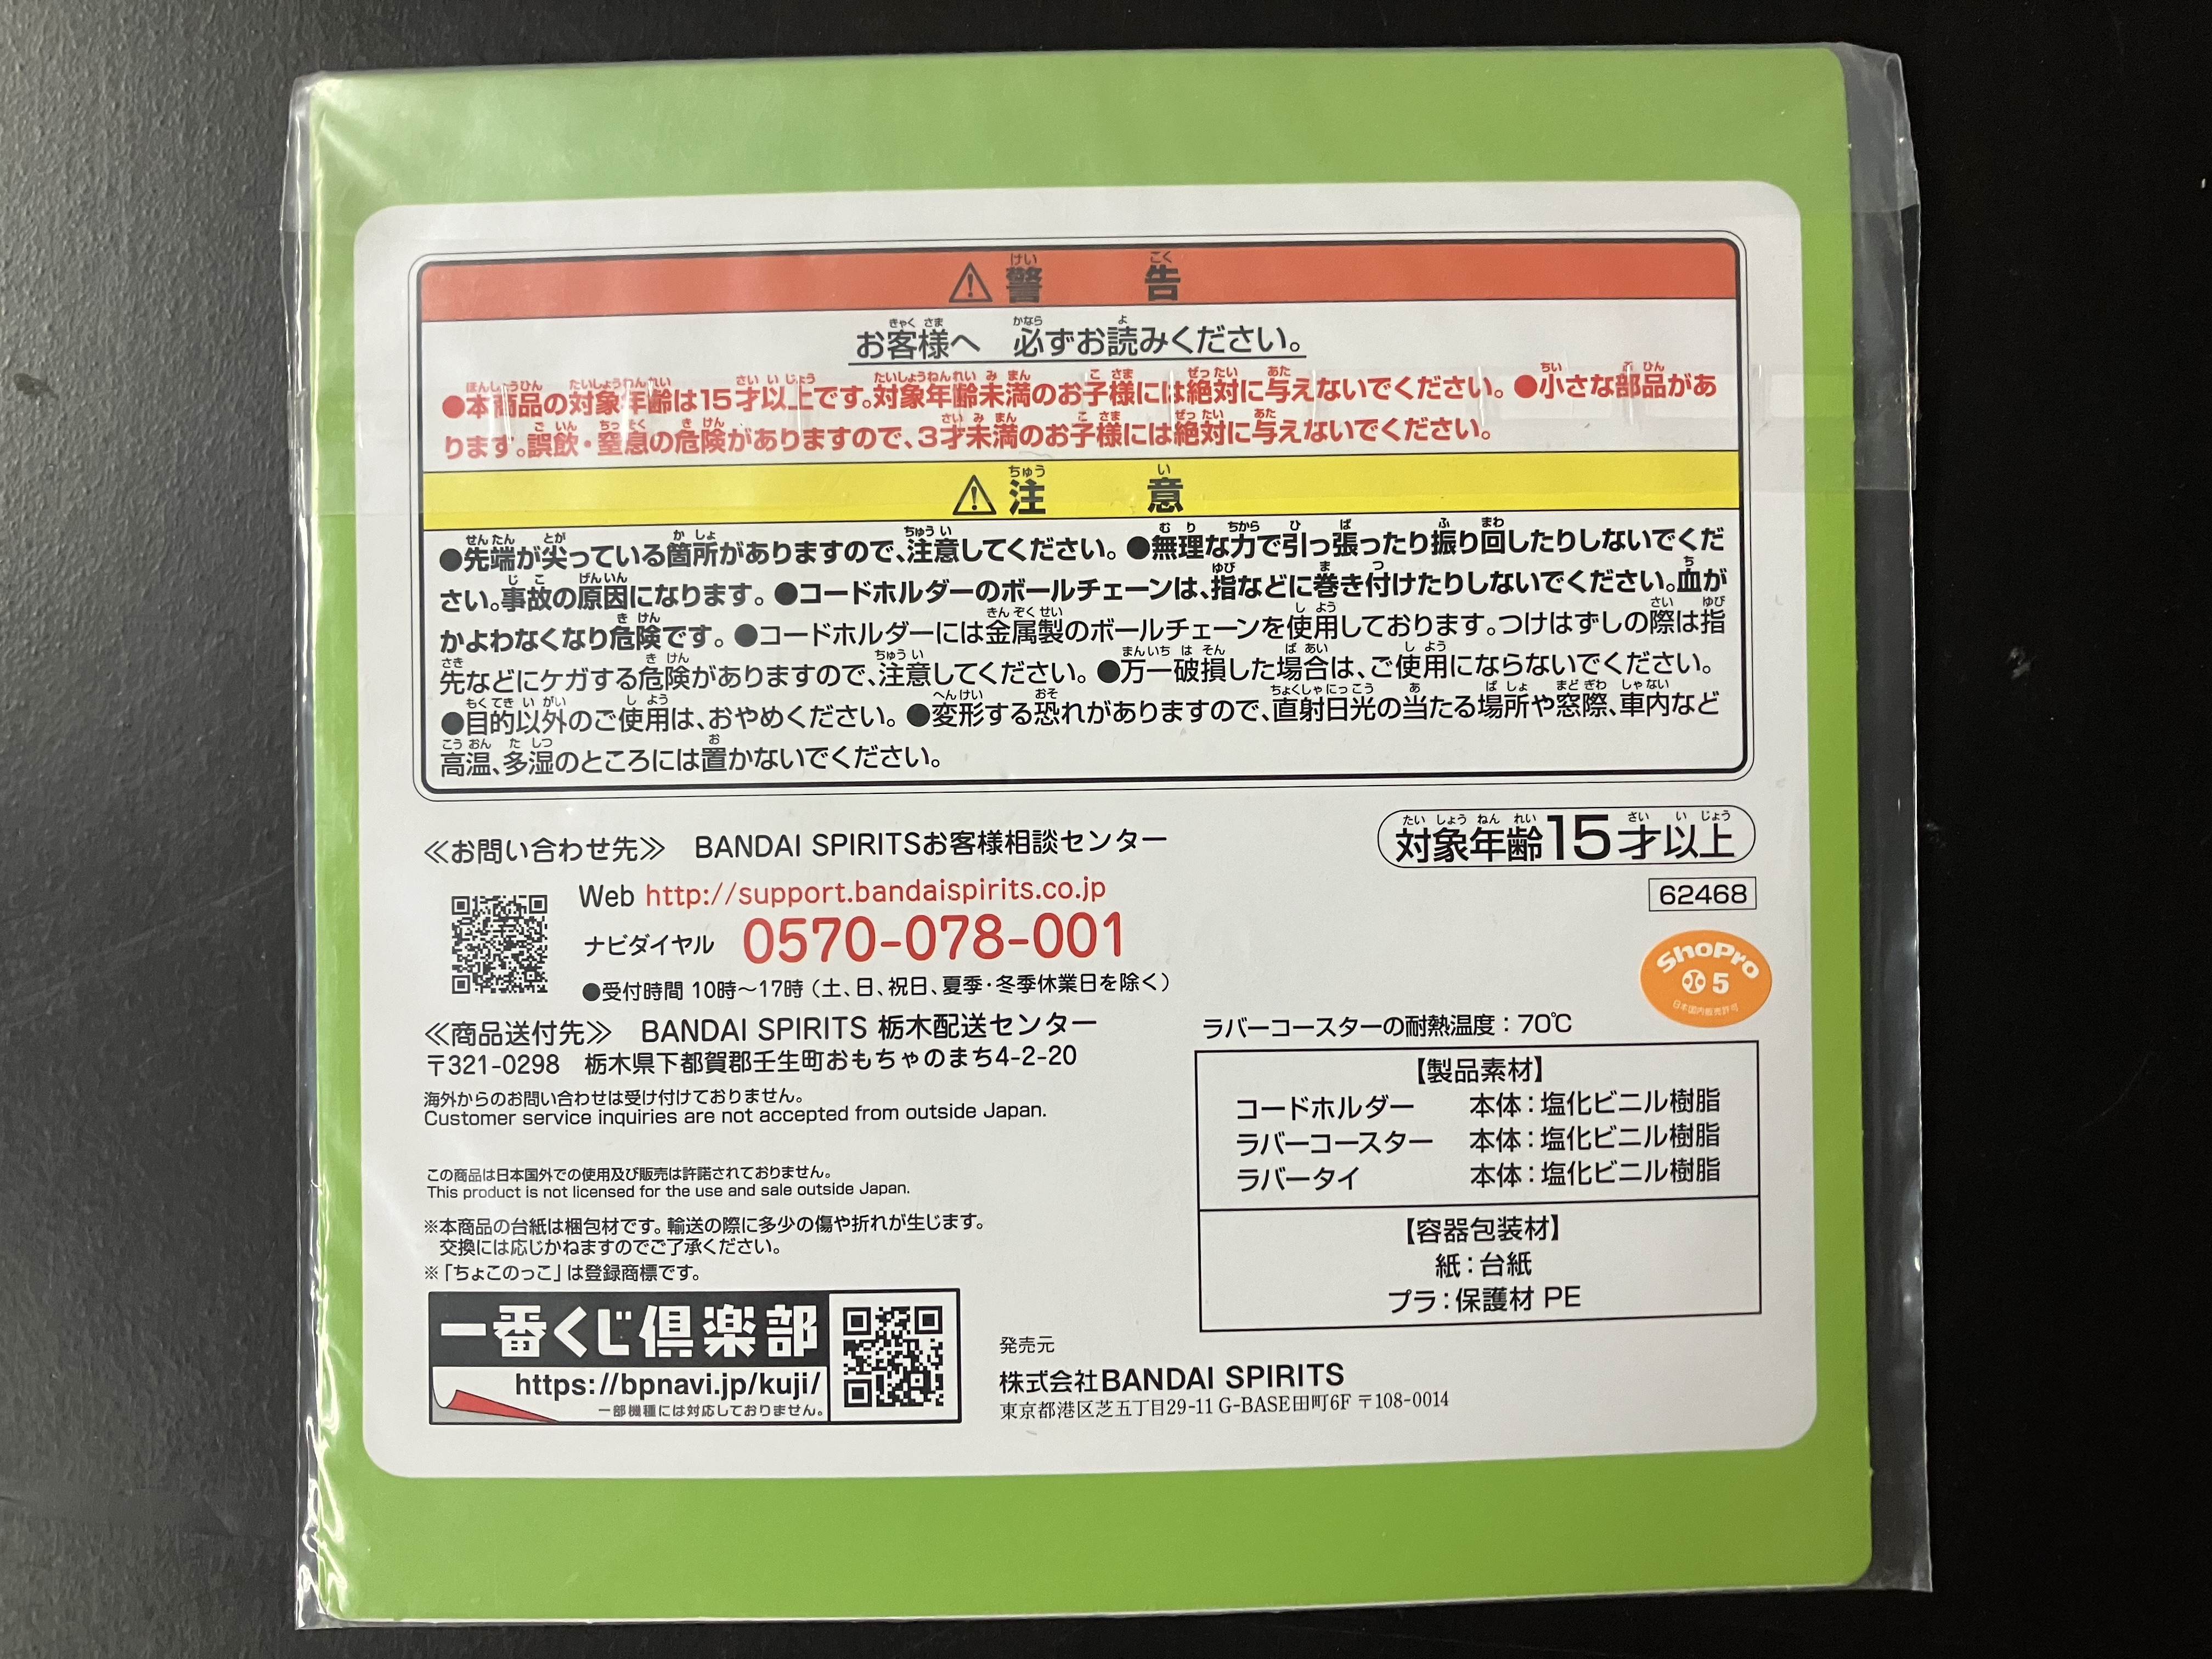 ⚠警告
お客様へ 必ずお読みください。
●本商品の対象年齢は15才以上です。対象年齢未満のお子様には絶対に与えないでください。●小さな部品があ
ります。誤飲・窒息の危険がありますので、3才未満のお子様には絶対に与えないでください。
⚠注意
●先端が尖っている箇所がありますので、注意してください。●無理な力で引っ張ったり振り回したりしないでくだ
さい。事故の原因になります。●コードホルダーのボールチェーンは、指などに巻き付けたりしないでください。血が
かよわなくなり危険です。●コードホルダーには金属製のボールチェーンを使用しております。つけはずしの際は指
先などにケガする危険がありますので、注意してください。●万一破損した場合は、ご使用にならないでください。
●目的以外のご使用は、おやめください。●変形する恐れがありますので、直射日光の当たる場所や窓際、車内など
高温、多湿のところには置かないでください。
≪お問い合わせ先≫ BANDAI SPIRITSお客様相談センター
Web http://support.bandaispirits.co.jp
ナビダイヤル 0570-078-001
●受付時間 10時～17時（土、日、祝日、夏季・冬季休業日を除く）
≪商品送付先≫ BANDAI SPIRITS 栃木配送センター
〒321-0298 栃木県下都賀郡壬生町おもちゃのまち4-2-20
海外からのお問い合わせは受け付けておりません。
Customer service inquiries are not accepted from outside Japan.
この商品は日本国外での使用及び販売は許諾されておりません。
This product is not licensed for the use and sale outside Japan.
※本商品の台紙は梱包材です。輸送の際に多少の傷や折れが生じます。
交換には応じかねますのでご了承ください。
※「ちょこのっこ」は登録商標です。
一番くじ倶楽部
https://bpnavi.jp/kuji/
一部機種には対応しておりません。
対象年齢15才以上
62468
ShoPro
5
日本国内販売許可
ラバーコースターの耐熱温度：70℃
【製品素材】
コードホルダー 本体：塩化ビニル樹脂
ラバーコースター 本体：塩化ビニル樹脂
ラバータイ 本体：塩化ビニル樹脂
【容器包装材】
紙：台紙
プラ：保護材 PE
発売元
株式会社BANDAI SPIRITS
東京都港区芝五丁目29-11 G-BASE田町6F 〒108-0014